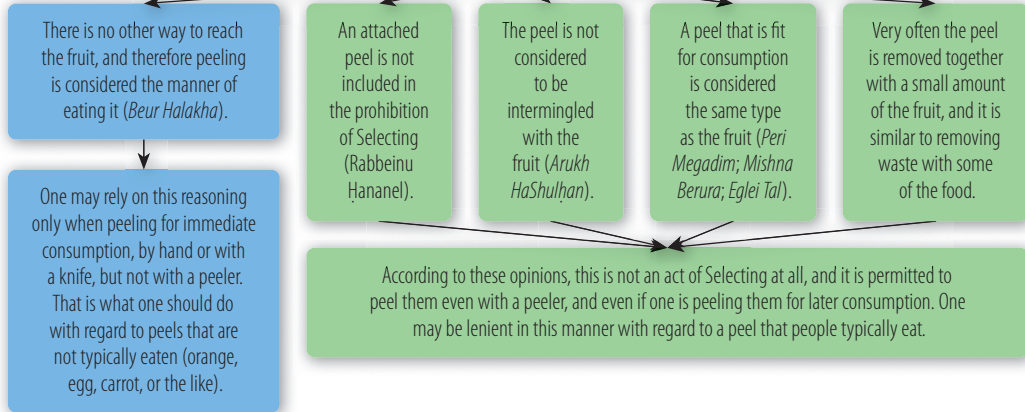 There is no other way to reach
the fruit, and therefore peeling
is considered the manner of
eating it (Beur Halakha).
One may rely on this reasoning
only when peeling for immediate
consumption, by hand or with
a knife, but not with a peeler.
That is what one should do
with regard to peels that are
not typically eaten (orange,
egg, carrot, or the like).
An attached
peel is not
included in
the prohibition
of Selecting
(Rabbeinu
Ḥananel).
The peel is not
considered
to be
intermingled
with the
fruit (Arukh
HaShulḥan).
A peel that is fit
for consumption
is considered
the same type
as the fruit (Peri
Megadim; Mishna
Berura; Eglei Tal).
Very often the peel
is removed together
with a small amount
of the fruit, and it is
similar to removing
waste with some
of the food.
According to these opinions, this is not an act of Selecting at all, and it is permitted to
peel them even with a peeler, and even if one is peeling them for later consumption. One
may be lenient in this manner with regard to a peel that people typically eat.